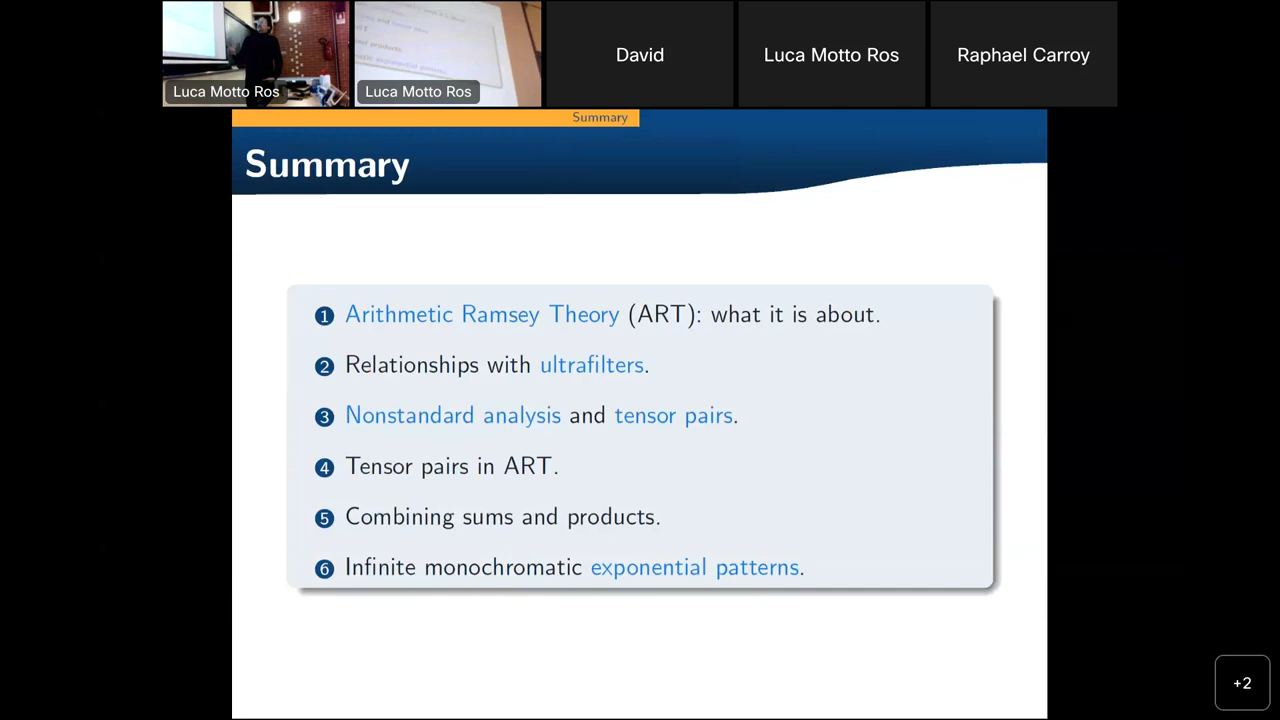 Luca Motto Ros
Luca Motto Ros
David
Luca Motto Ros
Raphael Carroy
Summary
Summary
1 Arithmetic Ramsey Theory (ART): what it is about.
2 Relationships with ultrafilters.
3 Nonstandard analysis and tensor pairs.
4 Tensor pairs in ART.
5 Combining sums and products.
6 Infinite monochromatic exponential patterns.
+2